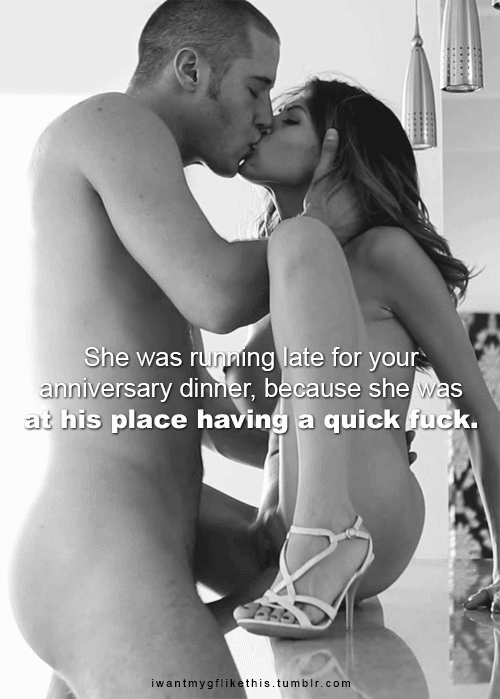 She was running late for your
anniversary dinner, because she was
at his place having a quick fuck.
iwantmygflikethis.tumblr.com